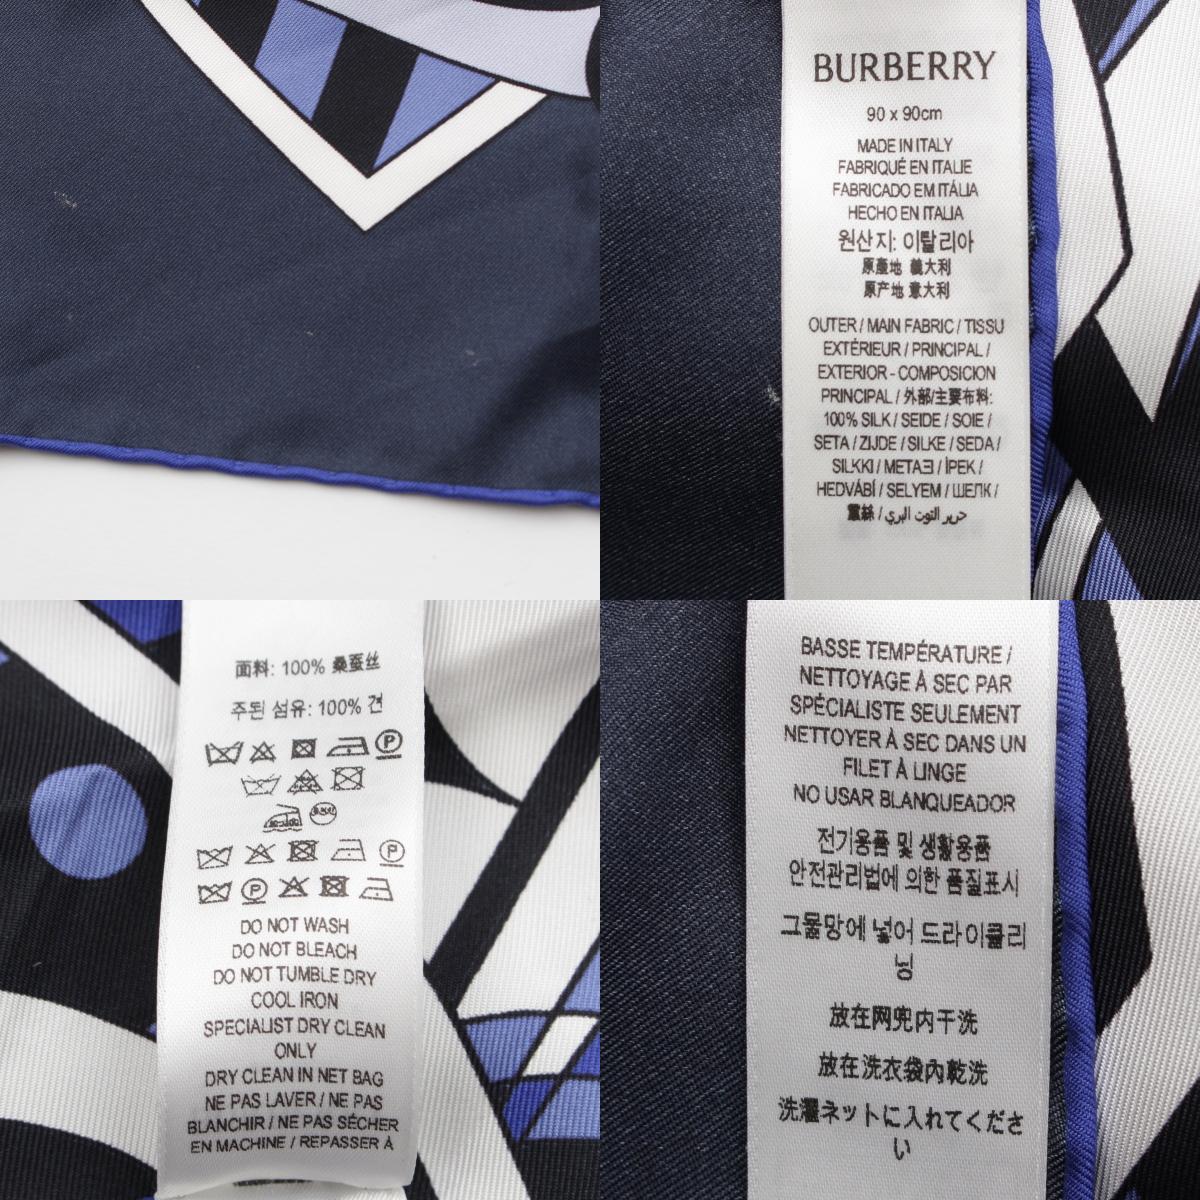 BURBERRY
90 x 90cm
MADE IN ITALY
FABRIQUÉ EN ITALIE
FABRICADO EM ITÁLIA
HECHO EN ITALIA
원산지: 이탈리아
原產地 義大利
原产地 意大利
OUTER / MAIN FABRIC / TISSU
EXTÉRIEUR / PRINCIPAL /
EXTERIOR - COMPOSICION
PRINCIPAL / 外部/主要布料:
100% SILK / SEIDE / SOIE /
SETA / ZIJDE / SILKE / SEDA /
SILKKI / ΜΕΤΑΞΙ / İPEK /
HEDVÁBÍ / SELYEM / ШЕЛК /
蠶絲 / حرير التوت البري
面料: 100% 桑蚕丝
주된 섬유: 100% 견
DO NOT WASH
DO NOT BLEACH
DO NOT TUMBLE DRY
COOL IRON
SPECIALIST DRY CLEAN
ONLY
DRY CLEAN IN NET BAG
NE PAS LAVER / NE PAS
BLANCHIR / NE PAS SÉCHER
EN MACHINE / REPASSER À
BASSE TEMPÉRATURE /
NETTOYAGE À SEC PAR
SPÉCIALISTE SEULEMENT
NETTOYER À SEC DANS UN
FILET À LINGE
NO USAR BLANQUEADOR
전기용품 및 생활용품
안전관리법에 의한 품질표시
그물망에 넣어 드라이클리
닝
放在网兜内干洗
放在洗衣袋內乾洗
洗濯ネットに入れてくださ
い